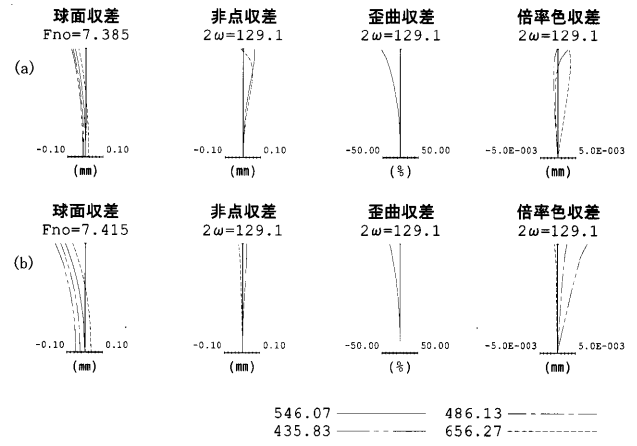 球面収差 非点収差 歪曲収差 倍率色収差
Fno=7.385 2ω=129.1 2ω=129.1 2ω=129.1
(a)
-0.10 0.10 -0.10 0.10 -50.00 50.00 -5.0E-003 5.0E-003
(mm) (mm) (%) (mm)
球面収差 非点収差 歪曲収差 倍率色収差
Fno=7.415 2ω=129.1 2ω=129.1 2ω=129.1
(b)
-0.10 0.10 -0.10 0.10 -50.00 50.00 -5.0E-003 5.0E-003
(mm) (mm) (%) (mm)
546.07 486.13
435.83 656.27